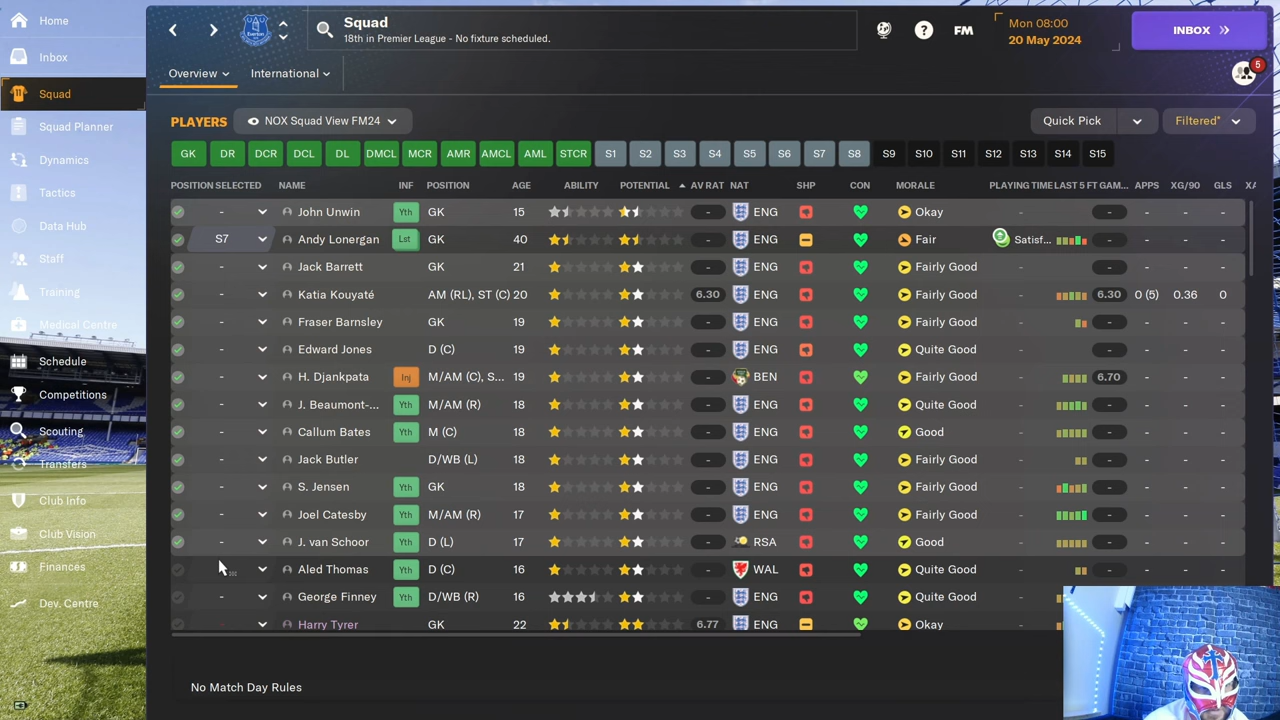 Home
Inbox
Squad
Squad Planner
Dynamics
Tactics
Data Hub
Staff
Training
Medical Centre
Schedule
Competitions
Scouting
Transfers
Club Info
Club Vision
Finances
Dev. Centre
Squad
18th in Premier League - No fixture scheduled.
?
FM
Mon 08:00
20 May 2024
INBOX
Overview
International
5
PLAYERS
NOX Squad View FM24
Quick Pick
Filtered*
GK DR DCR DCL DL DMCL MCR AMR AMCL AML STCR S1 S2 S3 S4 S5 S6 S7 S8 S9 S10 S11 S12 S13 S14 S15
POSITION SELECTED NAME INF POSITION AGE ABILITY POTENTIAL AV RAT NAT SHP CON MORALE PLAYING TIME LAST 5 FT GAM... APPS XG/90 GLS XA
- John Unwin Yth GK 15 - ENG Okay - - - - -
S7 Andy Lonergan Lst GK 40 - ENG Fair Satisf... - - -
- Jack Barrett GK 21 - ENG Fairly Good - - - - -
- Katia Kouyaté AM (RL), ST (C) 20 6.30 ENG Fairly Good - 6.30 0 (5) 0.36 0
- Fraser Barnsley GK 19 - ENG Fairly Good - - - - -
- Edward Jones D (C) 19 - ENG Quite Good - - - - -
- H. Djankpata Inj M/AM (C), S... 19 - BEN Fairly Good - 6.70 - - -
- J. Beaumont-... Yth M/AM (R) 18 - ENG Quite Good - - - - -
- Callum Bates Yth M (C) 18 - ENG Good - - - - -
- Jack Butler D/WB (L) 18 - ENG Fairly Good - - - - -
- S. Jensen Yth GK 18 - ENG Fairly Good - - - - -
- Joel Catesby Yth M/AM (R) 17 - ENG Fairly Good - - - - -
- J. van Schoor Yth D (L) 17 - RSA Good - - - - -
- Aled Thomas Yth D (C) 16 - WAL Quite Good - - - - -
- George Finney Yth D/WB (R) 16 - ENG Quite Good -
- Harry Tyrer GK 22 6.77 ENG Okay -
No Match Day Rules